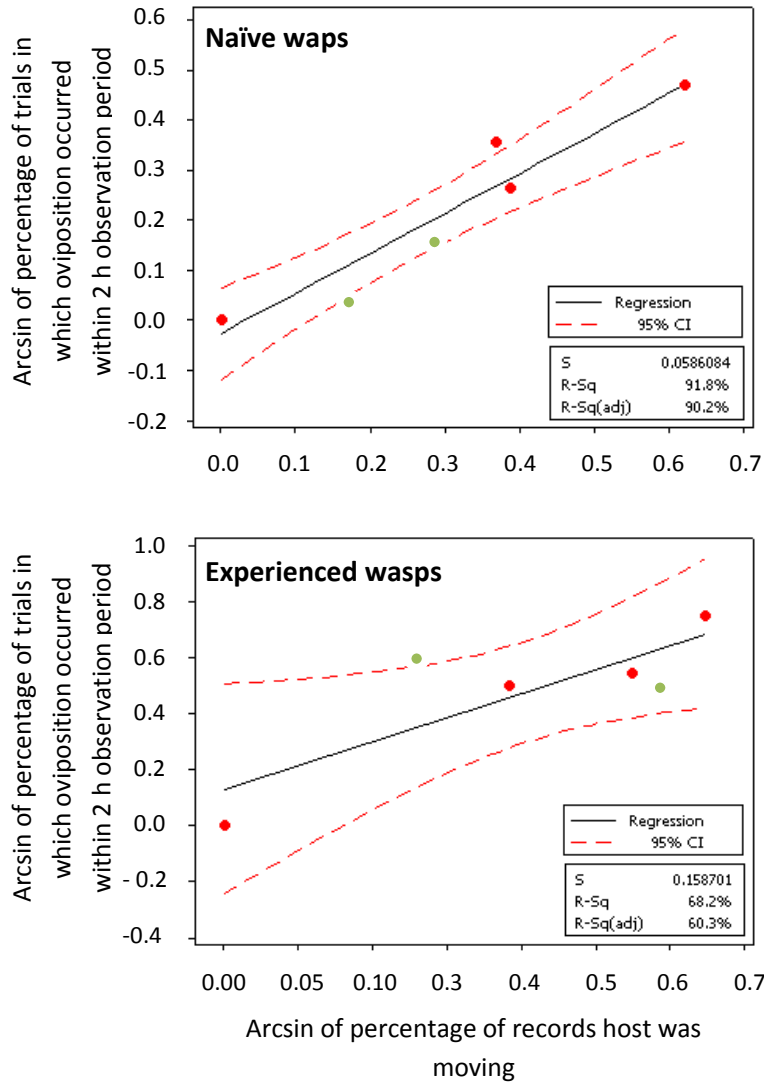 Arcsin of percentage of trials in
which oviposition occurred
within 2 h observation period
0.6
0.5
0.4
0.3
0.2
0.1
0.0
-0.1
-0.2
Naïve waps
Regression
95% CI
S 0.0586084
R-Sq 91.8%
R-Sq(adj) 90.2%
0.0 0.1 0.2 0.3 0.4 0.5 0.6 0.7
Arcsin of percentage of trials in
which oviposition occurred
within 2 h observation period
1.0
0.8
0.6
0.4
0.2
0.0
- 0.2
-0.4
Experienced wasps
Regression
95% CI
S 0.158701
R-Sq 68.2%
R-Sq(adj) 60.3%
0.00 0.05 0.10 0.3 0.4 0.5 0.6 0.7
Arcsin of percentage of records host was
moving